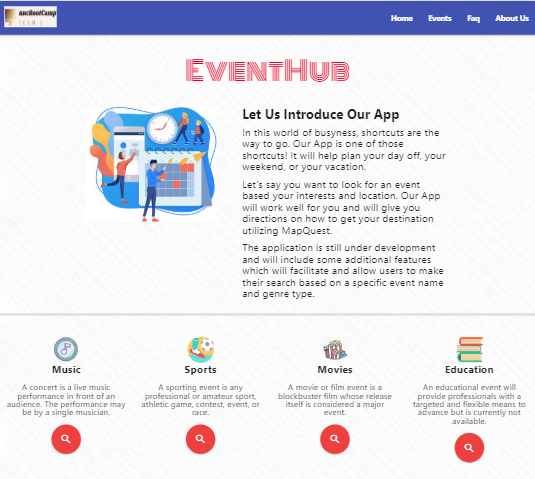 uncBootCamp
TEAM 1
Home Events Faq About Us
EventHub
Let Us Introduce Our App
In this world of busyness, shortcuts are the
way to go. Our App is one of those
shortcuts! It will help plan your day off, your
weekend, or your vacation.
Let's say you want to look for an event
based your interests and location. Our App
will work well for you and will give you
directions on how to get your destination
utilizing MapQuest.
The application is still under development
and will include some additional features
which will facilitate and allow users to make
their search based on a specific event name
and genre type.
Music
A concert is a live music
performance in front of an
audience. The performance may
be by a single musician.
Sports
A sporting event is any
professional or amateur sport,
athletic game, contest, event, or
race.
Movies
A movie or film event is a
blockbuster film whose release
itself is considered a major
event.
Education
An educational event will
provide professionals with a
targeted and flexible means to
advance but is currently not
available.